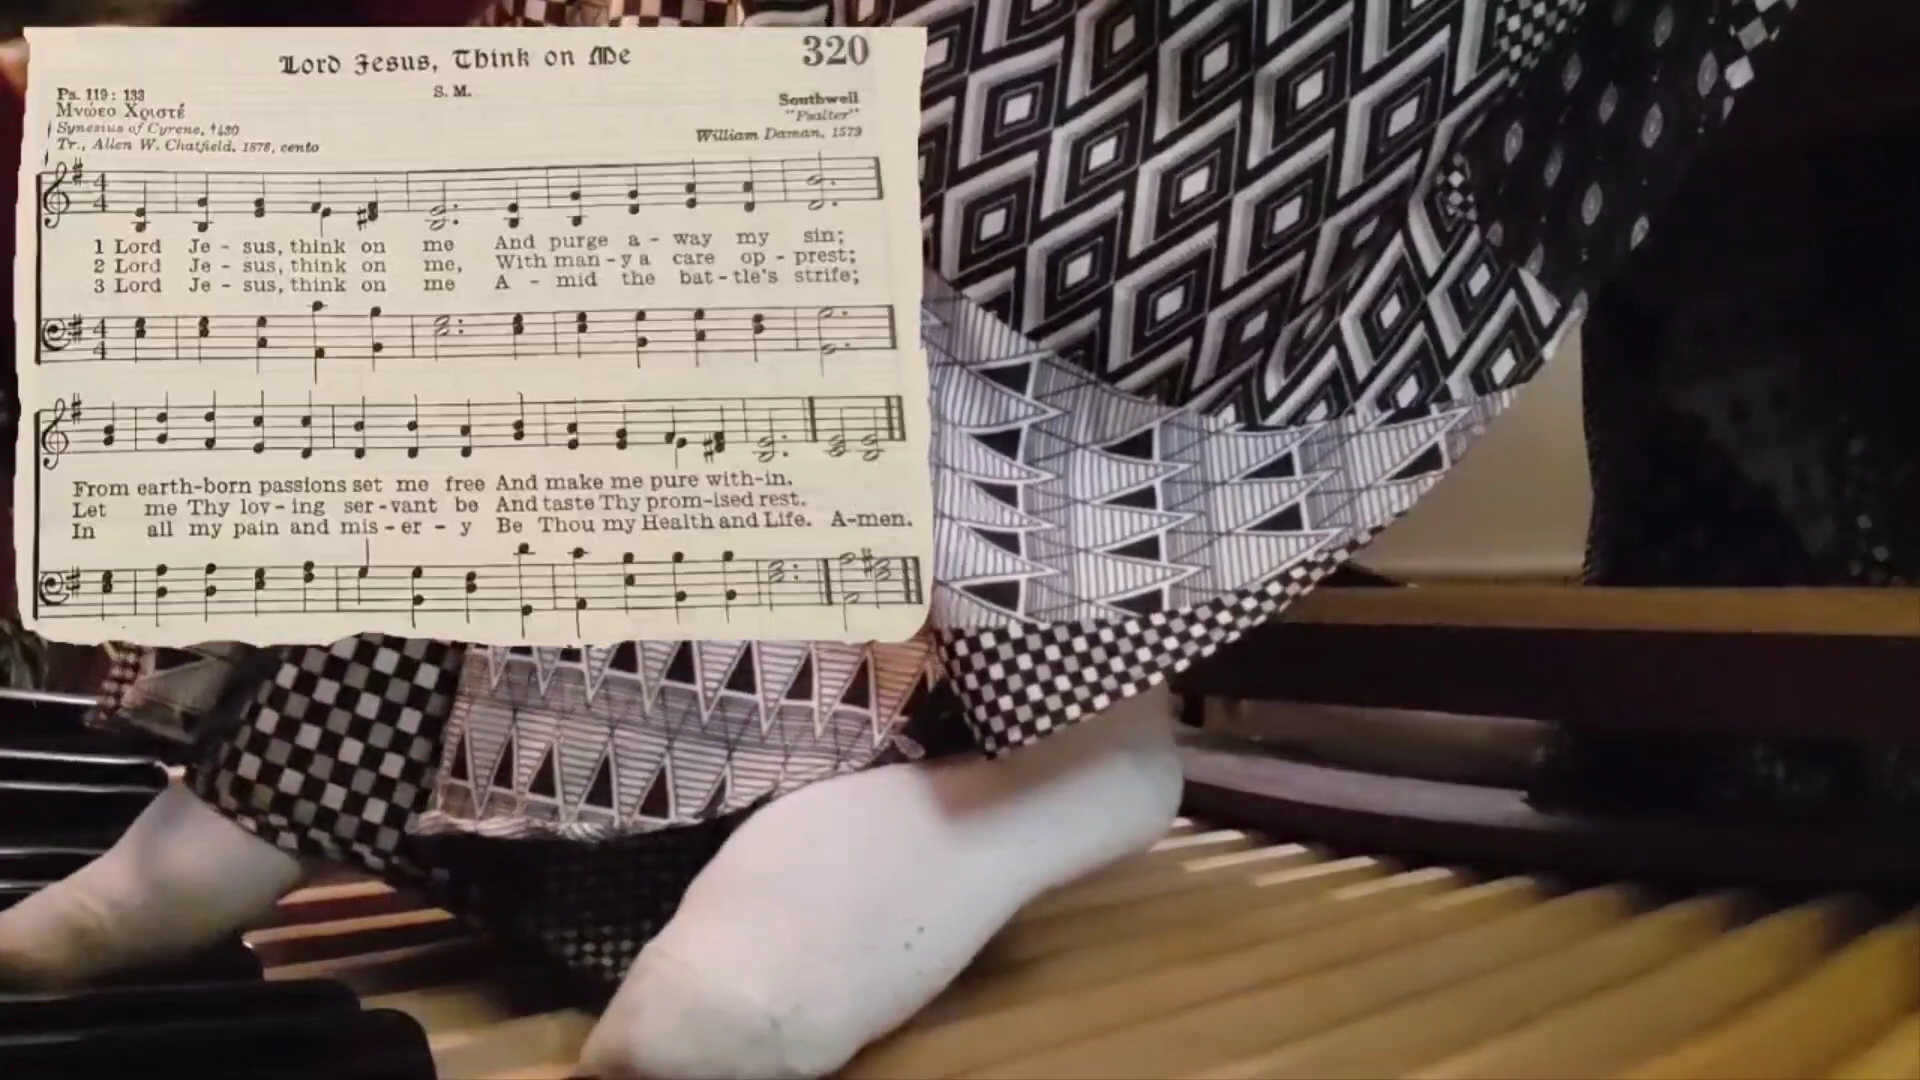 Lord Jesus, Think on Me
320
Ps. 119: 133
S. M.
Southwell
Μνώεο Χριστέ
"Psalter"
Synesius of Cyrene, †430
William Daman, 1579
Tr., Allen W. Chatfield, 1876, cento
1 Lord Je - sus, think on me And purge a - way my sin;
2 Lord Je - sus, think on me, With man - y a care op - prest;
3 Lord Je - sus, think on me A - mid the bat - tle's strife;
From earth-born passions set me free And make me pure with-in.
Let me Thy lov - ing ser - vant be And taste Thy prom-ised rest.
In all my pain and mis - er - y Be Thou my Health and Life. A-men.